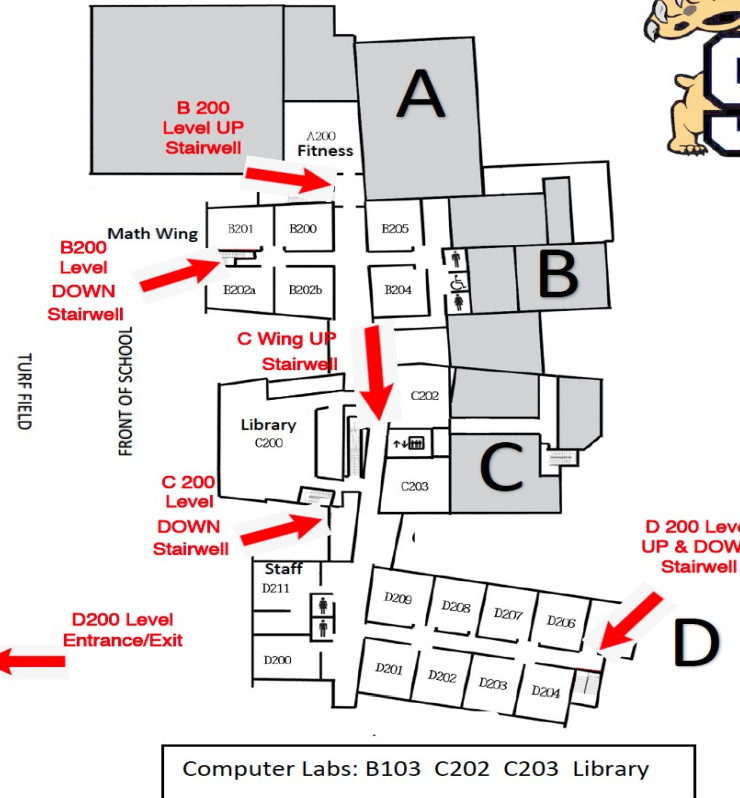 A
B 200
Level UP
Stairwell
A200
Fitness
Math Wing
B201
B200
B205
B200
Level
DOWN
Stairwell
B202a
B202b
B204
B
C Wing UP
Stairwell
TURF FIELD
FRONT OF SCHOOL
C202
Library
C200
C
C203
C 200
Level
DOWN
Stairwell
D 200 Leve
UP & DOW
Stairwell
Staff
D211
D209
D208
D207
D206
D200 Level
Entrance/Exit
D200
D201
D202
D203
D204
D
S
Computer Labs: B103 C202 C203 Library